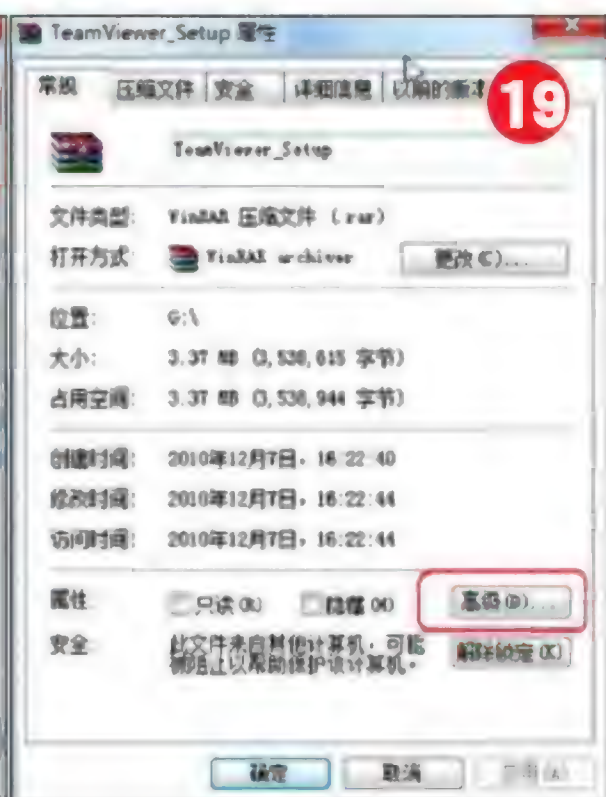 TeamViewer_Setup 属性
常规 压缩文件 安全 详细信息 以前的版本
19
TeamViewer_Setup
文件类型: WinRAR 压缩文件 (.rar)
打开方式: WinRAR archiver 更改(C)...
位置: G:\
大小: 3.37 MB (3,538,615 字节)
占用空间: 3.37 MB (3,538,944 字节)
创建时间: 2010年12月7日, 16:22:40
修改时间: 2010年12月7日, 16:22:44
访问时间: 2010年12月7日, 16:22:44
属性: 只读(R) 隐藏(H) 高级(D)...
安全: 此文件来自其他计算机,可能
被阻止以帮助保护该计算机。 解除锁定(K)
确定 取消 应用(A)